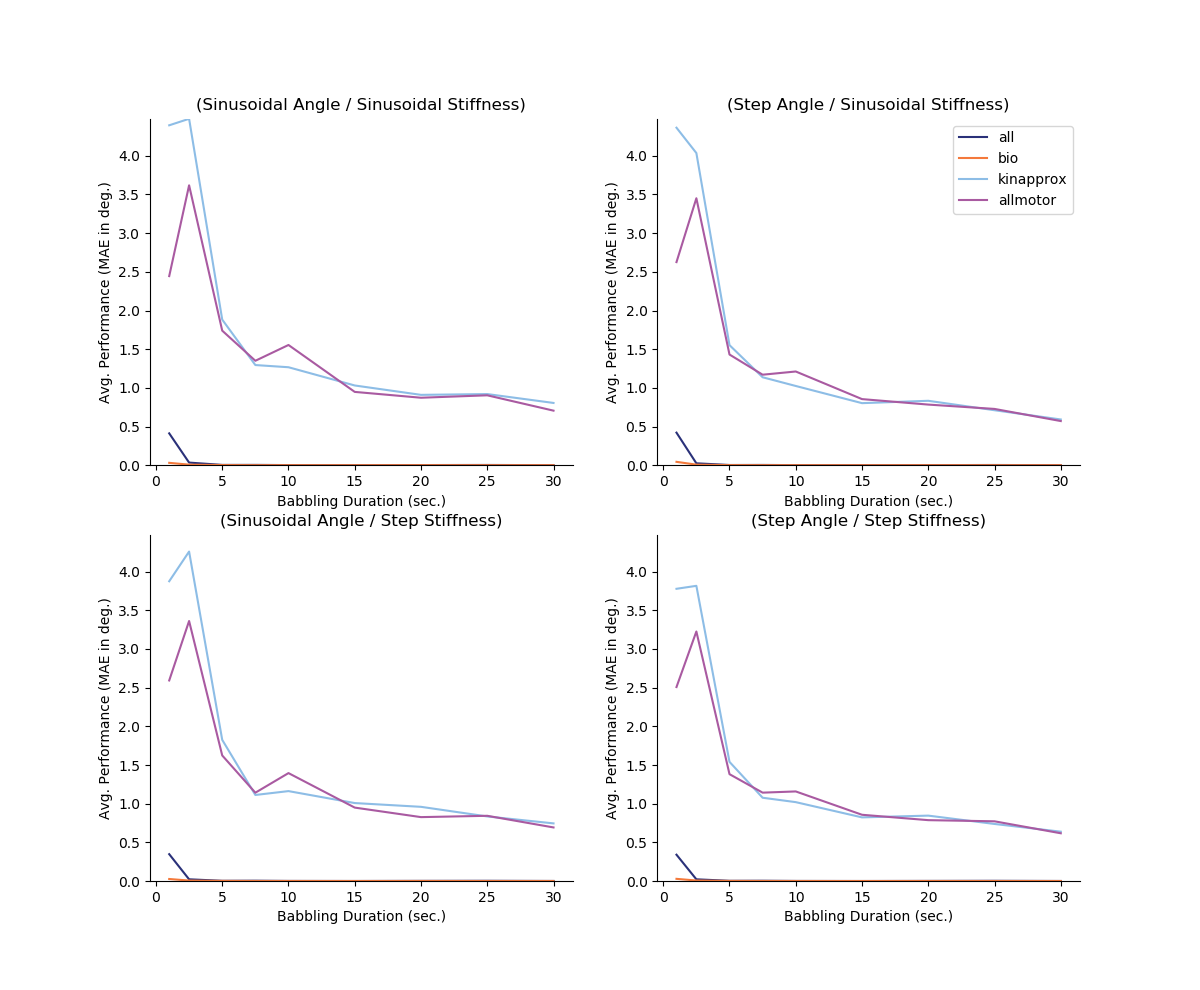 (Sinusoidal Angle / Sinusoidal Stiffness)
Avg. Performance (MAE in deg.)
4.0
3.5
3.0
2.5
2.0
1.5
1.0
0.5
0.0
0 5 10 15 20 25 30
Babbling Duration (sec.)
(Step Angle / Sinusoidal Stiffness)
Avg. Performance (MAE in deg.)
4.0
3.5
3.0
2.5
2.0
1.5
1.0
0.5
0.0
0 5 10 15 20 25 30
Babbling Duration (sec.)
all
bio
kinapprox
allmotor
(Sinusoidal Angle / Step Stiffness)
Avg. Performance (MAE in deg.)
4.0
3.5
3.0
2.5
2.0
1.5
1.0
0.5
0.0
0 5 10 15 20 25 30
Babbling Duration (sec.)
(Step Angle / Step Stiffness)
Avg. Performance (MAE in deg.)
4.0
3.5
3.0
2.5
2.0
1.5
1.0
0.5
0.0
0 5 10 15 20 25 30
Babbling Duration (sec.)